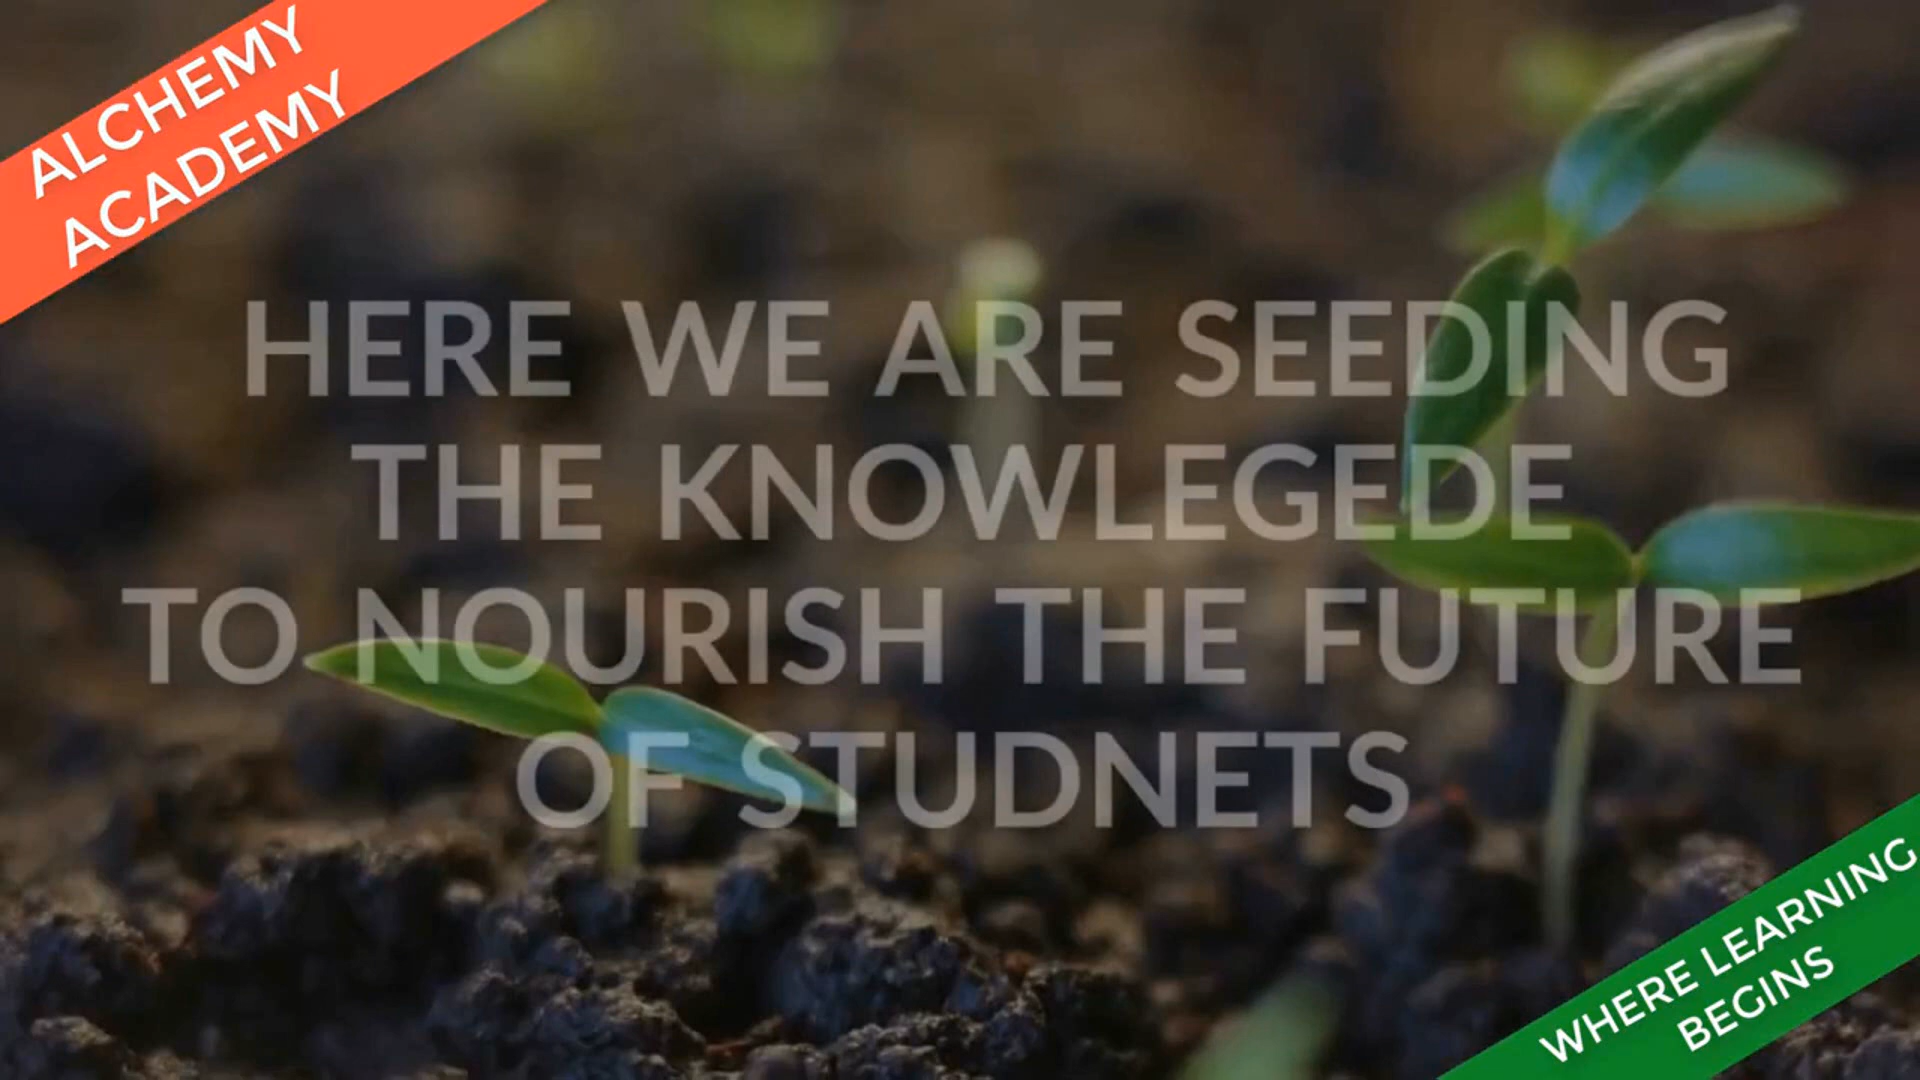 ALCHEMY
ACADEMY
HERE WE ARE SEEDING
THE KNOWLEGEDE
TO NOURISH THE FUTURE
OF STUDNETS
WHERE LEARNING
BEGINS